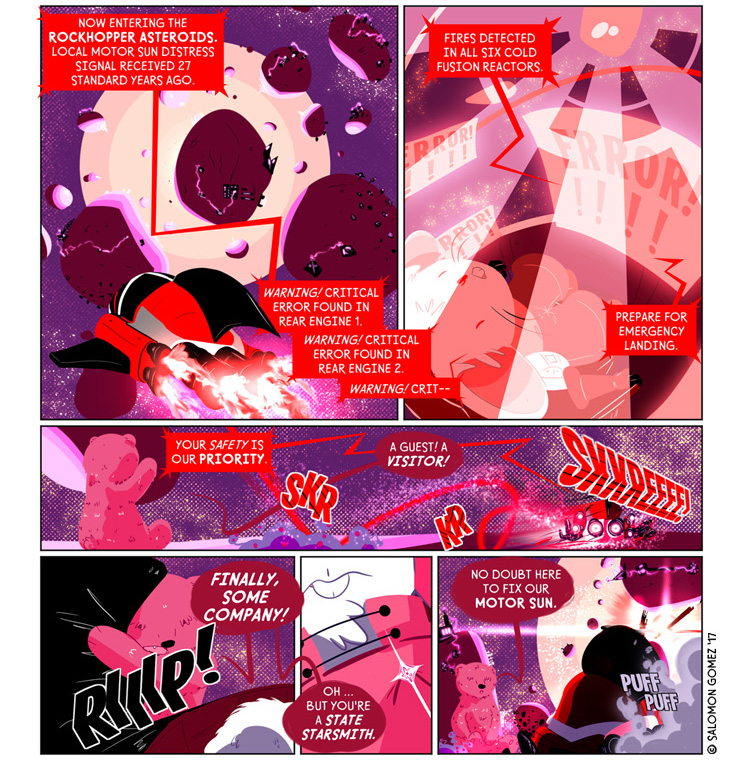 NOW ENTERING THE
ROCKHOPPER ASTEROIDS.
LOCAL MOTOR SUN DISTRESS
SIGNAL RECEIVED 27
STANDARD YEARS AGO.
WARNING! CRITICAL
ERROR FOUND IN
REAR ENGINE 1.
WARNING! CRITICAL
ERROR FOUND IN
REAR ENGINE 2.
WARNING! CRIT--
FIRES DETECTED
IN ALL SIX COLD
FUSION REACTORS.
ERROR!
!!!!
ERROR!
!!!!
ERROR!
!!!!
PREPARE FOR
EMERGENCY
LANDING.
YOUR SAFETY IS
OUR PRIORITY.
A GUEST! A
VISITOR!
SKR
KR
SKKREEEE!
FINALLY,
SOME
COMPANY!
RIIIP!
OH ...
BUT YOU'RE
A STATE
STARSMITH.
NO DOUBT HERE
TO FIX OUR
MOTOR SUN.
PUFF
PUFF
© SALOMON GOMEZ '17